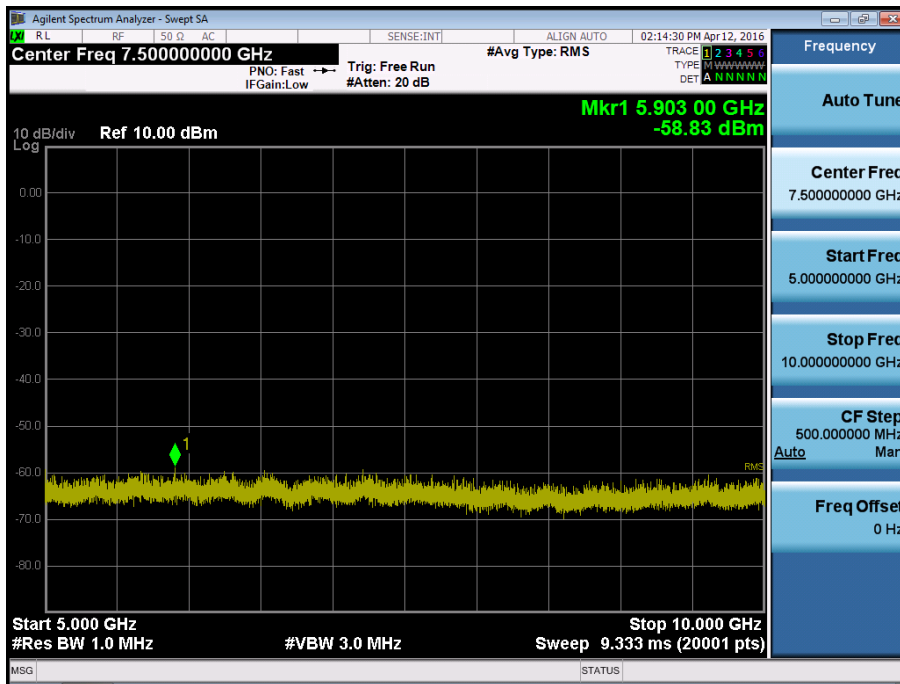 Agilent Spectrum Analyzer - Swept SA
LXI RL RF 50 Ω AC SENSE:INT ALIGN AUTO 02:14:30 PM Apr 12, 2016
Center Freq 7.500000000 GHz
PNO: Fast
IFGain:Low
Trig: Free Run
#Atten: 20 dB
#Avg Type: RMS
TRACE 1 2 3 4 5 6
TYPE M WWWWW
DET A N N N N N
Mkr1 5.903 00 GHz
-58.83 dBm
10 dB/div Ref 10.00 dBm
Log
0.00
-10.0
-20.0
-30.0
-40.0
-50.0
-60.0
-70.0
-80.0
1
RMS
Start 5.000 GHz Stop 10.000 GHz
#Res BW 1.0 MHz #VBW 3.0 MHz Sweep 9.333 ms (20001 pts)
MSG STATUS
Frequency
Auto Tune
Center Freq
7.500000000 GHz
Start Freq
5.000000000 GHz
Stop Freq
10.000000000 GHz
CF Step
500.000000 MHz
Auto Man
Freq Offset
0 Hz